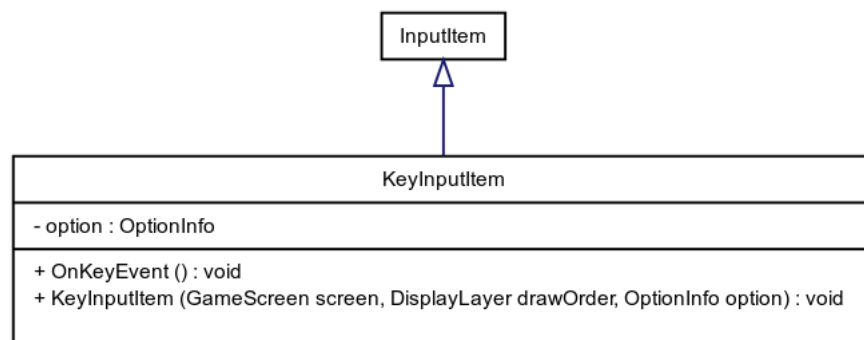 InputItem
KeyInputItem
- option : OptionInfo
+ OnKeyEvent () : void
+ KeyInputItem (GameScreen screen, DisplayLayer drawOrder, OptionInfo option) : void